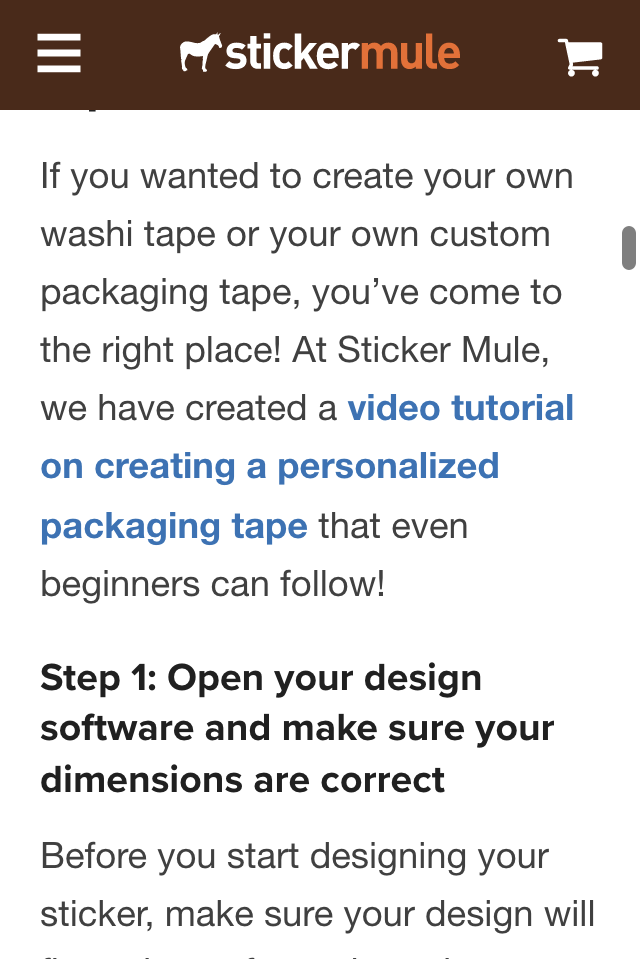 stickermule
If you wanted to create your own
washi tape or your own custom
packaging tape, you’ve come to
the right place! At Sticker Mule,
we have created a video tutorial
on creating a personalized
packaging tape that even
beginners can follow!
Step 1: Open your design
software and make sure your
dimensions are correct
Before you start designing your
sticker, make sure your design will